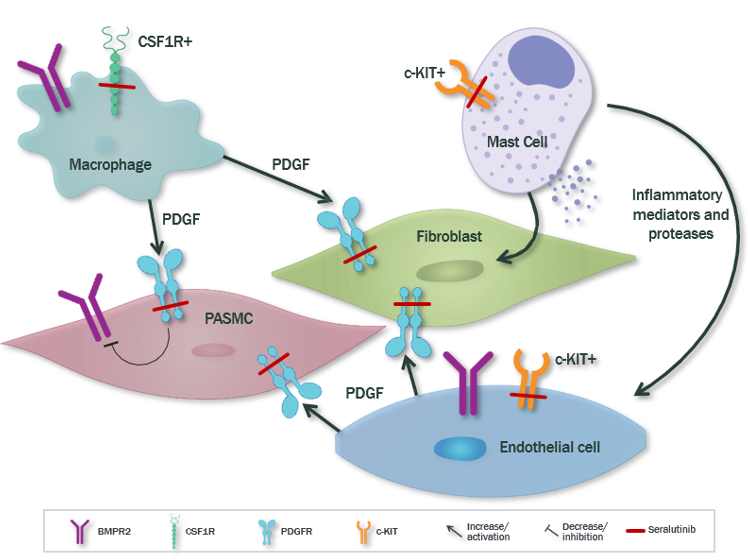 CSF1R+
c-KIT+
Macrophage
Mast Cell
PDGF
PDGF
Inflammatory
mediators and
proteases
Fibroblast
PASMC
c-KIT+
PDGF
Endothelial cell
BMPR2
CSF1R
PDGFR
c-KIT
Increase/
activation
Decrease/
inhibition
Seralutinib